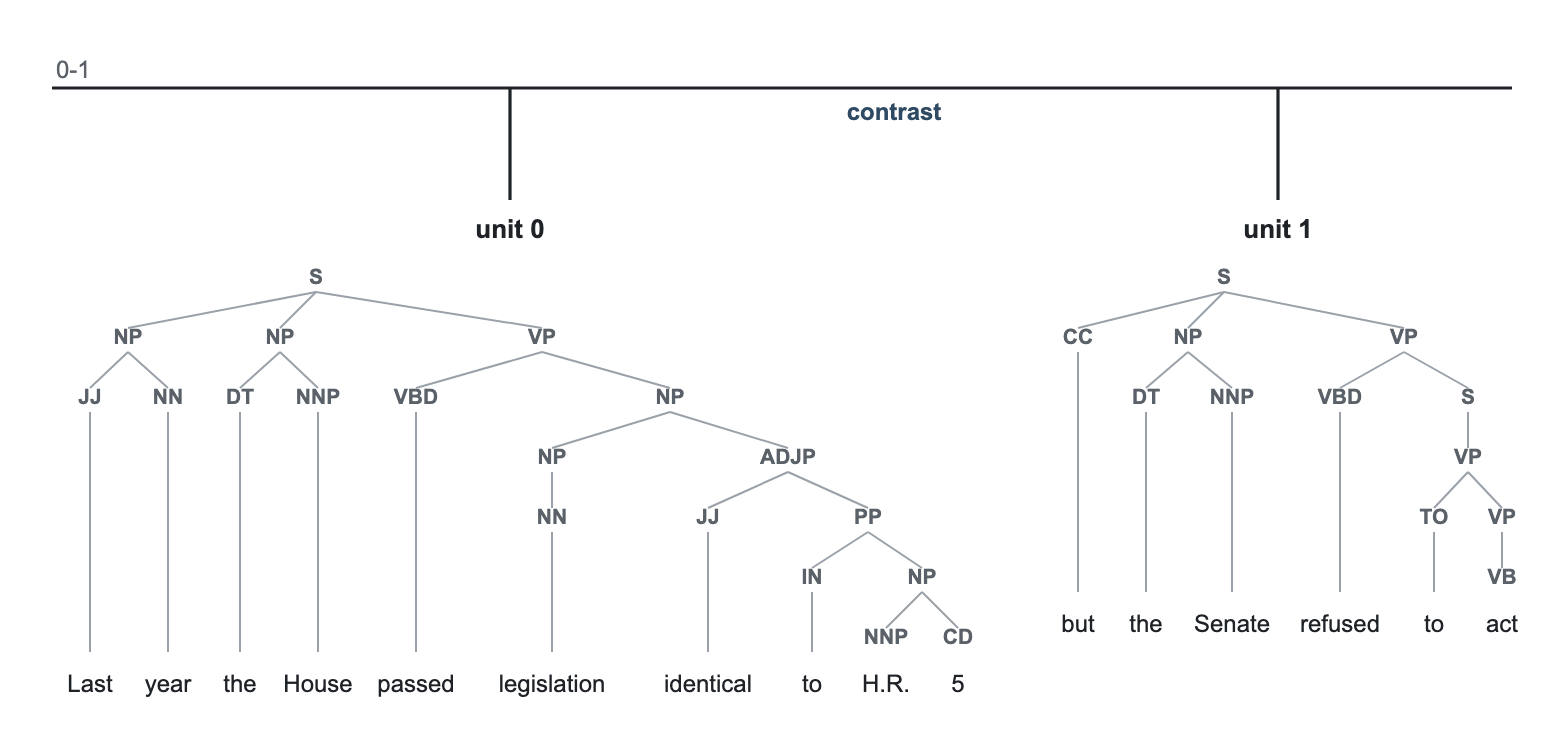 0-1
contrast
unit 0 unit 1
S S
NP NP VP CC NP VP
JJ NN DT NNP VBD NP DT NNP VBD S
NP ADJP VP
NN JJ PP TO VP
IN NP VB
but the Senate refused to act
NNP CD
Last year the House passed legislation identical to H.R. 5